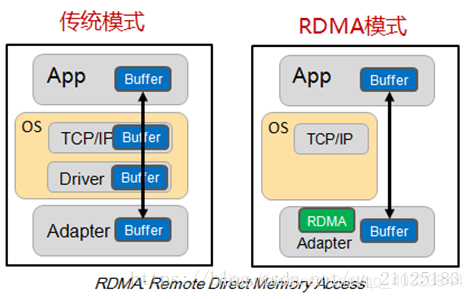 传统模式
RDMA模式
App
Buffer
OS
TCP/IP
Buffer
Driver
Buffer
Adapter
Buffer
App
Buffer
OS
TCP/IP
RDMA
Adapter
Buffer
RDMA: Remote Direct Memory Access